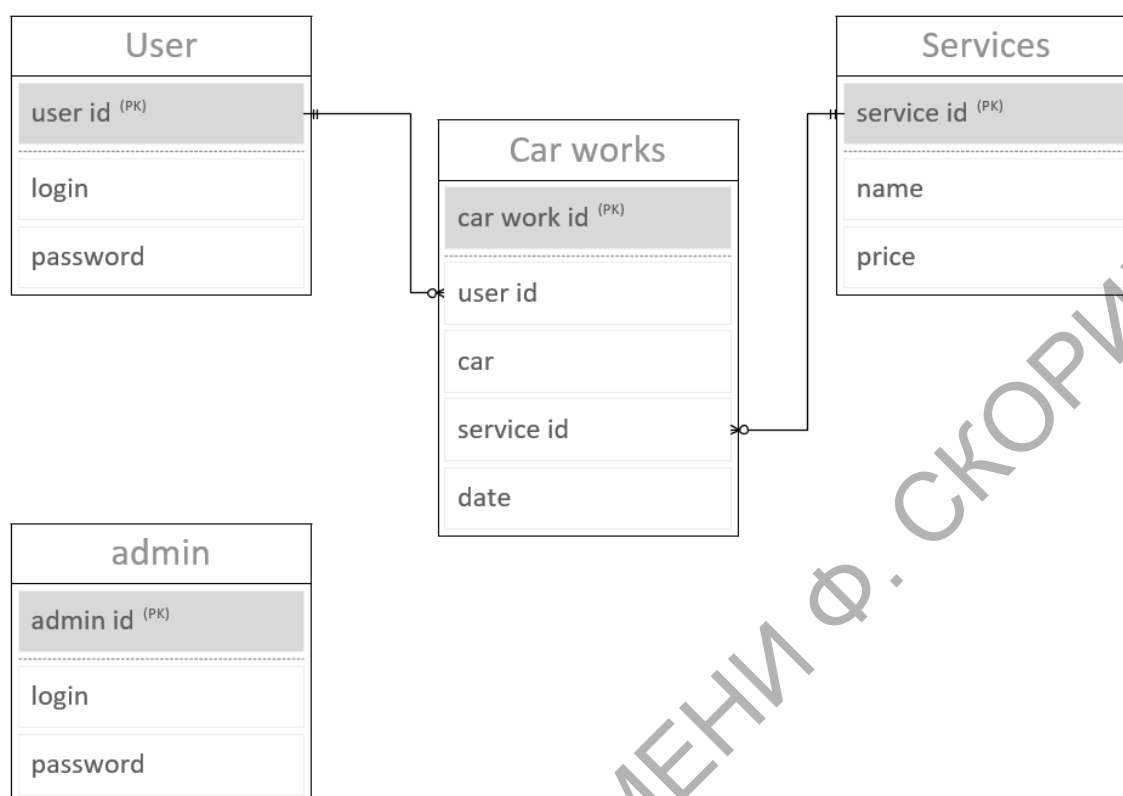 User
user id (PK)
login
password
Car works
car work id (PK)
user id
car
service id
date
Services
service id (PK)
name
price
admin
admin id (PK)
login
password
Ф. СКОРИ